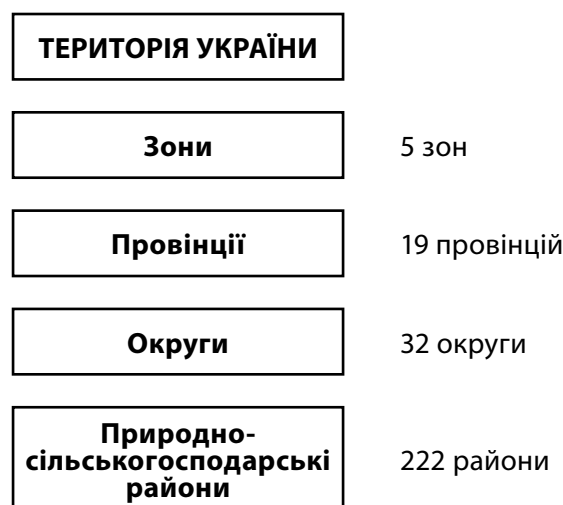 ТЕРИТОРІЯ УКРАЇНИ
Зони 5 зон
Провінції 19 провінцій
Округи 32 округи
Природно-
сільськогосподарські 222 райони
райони